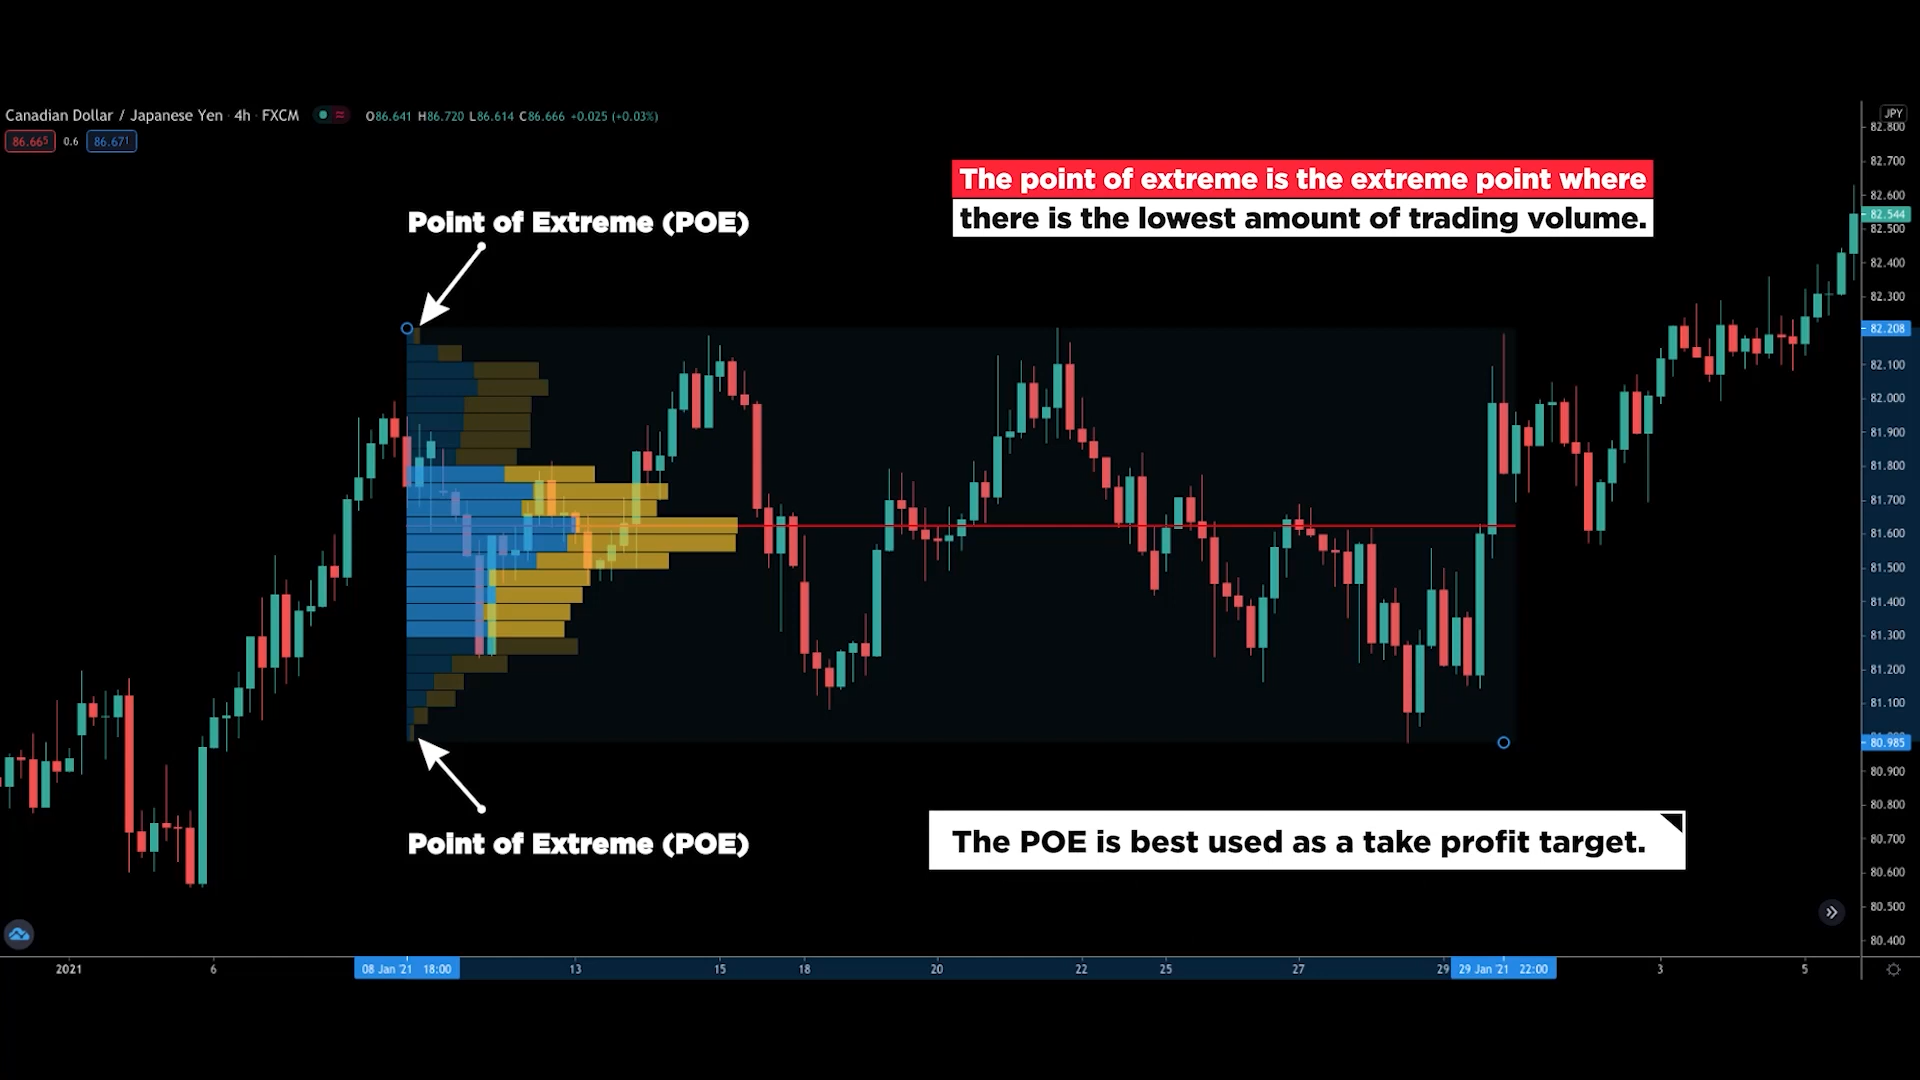 Canadian Dollar / Japanese Yen · 4h · FXCM O86.641 H86.720 L86.614 C86.666 +0.025 (+0.03%)
86.665 0.6 86.671
The point of extreme is the extreme point where
there is the lowest amount of trading volume.
Point of Extreme (POE)
Point of Extreme (POE)
The POE is best used as a take profit target.
JPY
82.800
82.700
82.600
82.544
82.500
82.400
82.300
82.208
82.100
82.000
81.900
81.800
81.700
81.600
81.500
81.400
81.300
81.200
81.100
80.985
80.900
80.800
80.700
80.600
80.500
80.400
2021 6 08 Jan '21 18:00 13 15 18 20 22 25 27 29 29 Jan '21 22:00 3 5